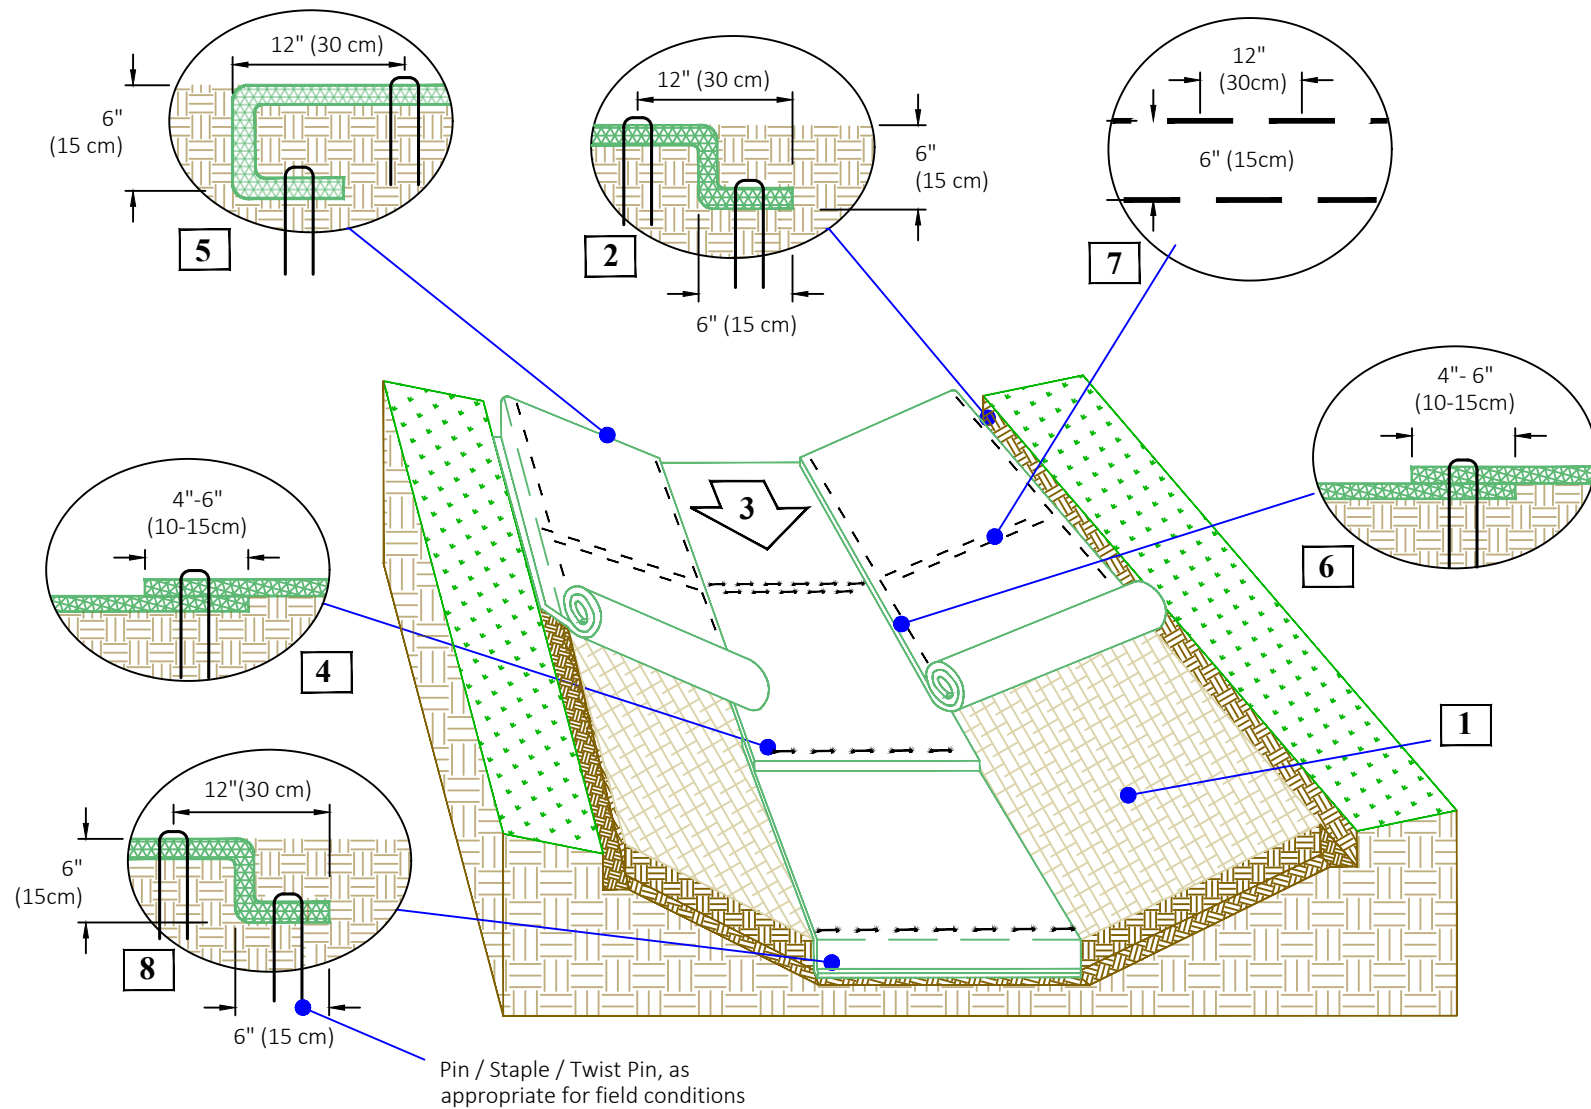 12" (30 cm)
6"
(15 cm)
5
12" (30 cm)
6"
(15 cm)
6" (15 cm)
2
12"
(30cm)
6" (15cm)
7
4"- 6"
(10-15cm)
6
3
4"-6"
(10-15cm)
4
1
12"(30 cm)
6"
(15cm)
8
6" (15 cm)
Pin / Staple / Twist Pin, as
appropriate for field conditions